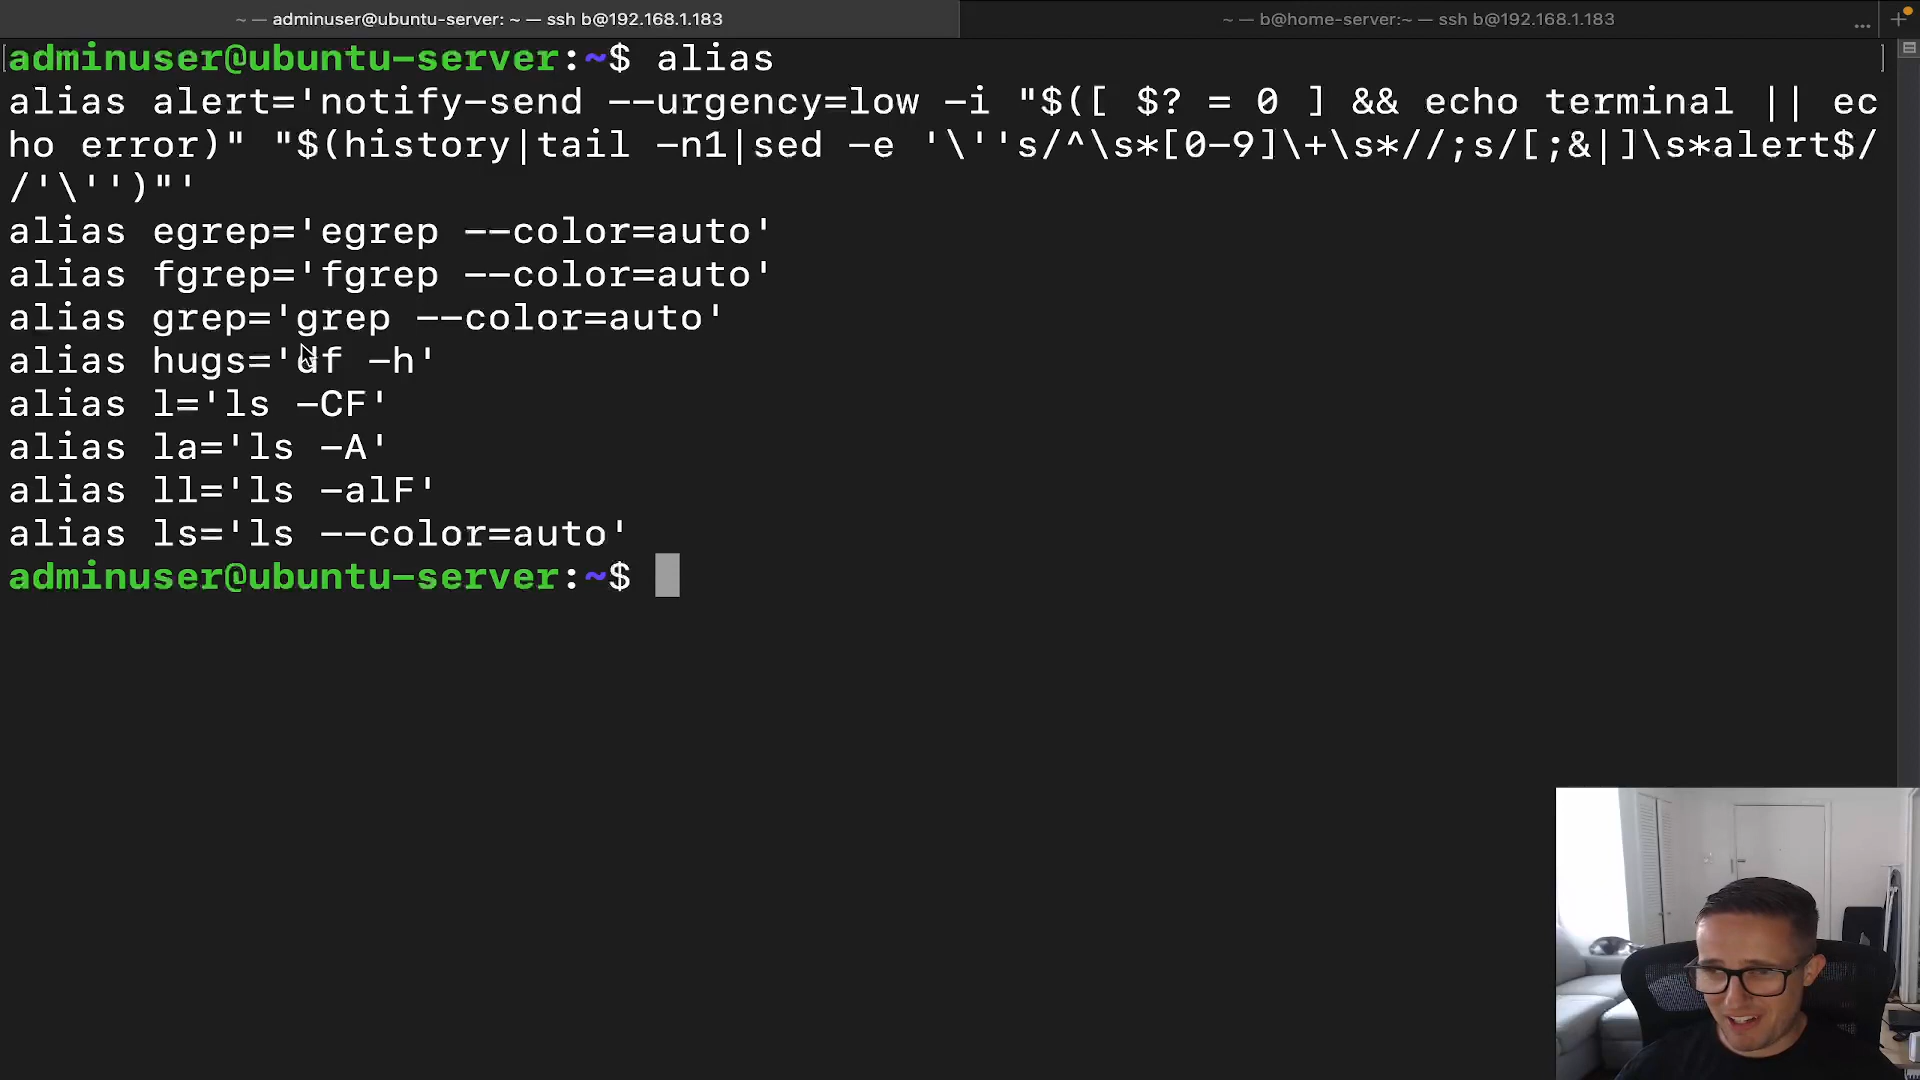 ~ — adminuser@ubuntu-server: ~ — ssh b@192.168.1.183
~ — b@home-server:~ — ssh b@192.168.1.183
... +
adminuser@ubuntu-server:~$ alias
alias alert='notify-send --urgency=low -i "$([ $? = 0 ] && echo terminal || ec
ho error)" "$(history|tail -n1|sed -e '\''s/^\s*[0-9]\+\s*//;s/[;&|]\s*alert$/
/'\'')"'
alias egrep='egrep --color=auto'
alias fgrep='fgrep --color=auto'
alias grep='grep --color=auto'
alias hugs='df -h'
alias l='ls -CF'
alias la='ls -A'
alias ll='ls -alF'
alias ls='ls --color=auto'
adminuser@ubuntu-server:~$